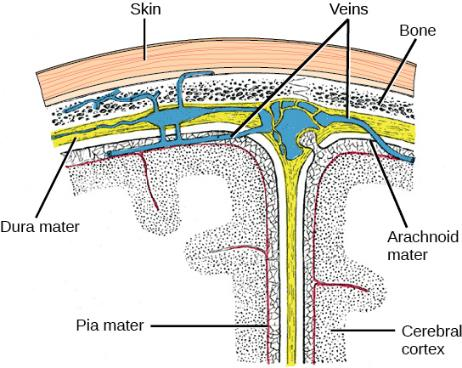 Skin
Veins
Bone
Dura mater
Arachnoid
mater
Pia mater
Cerebral
cortex